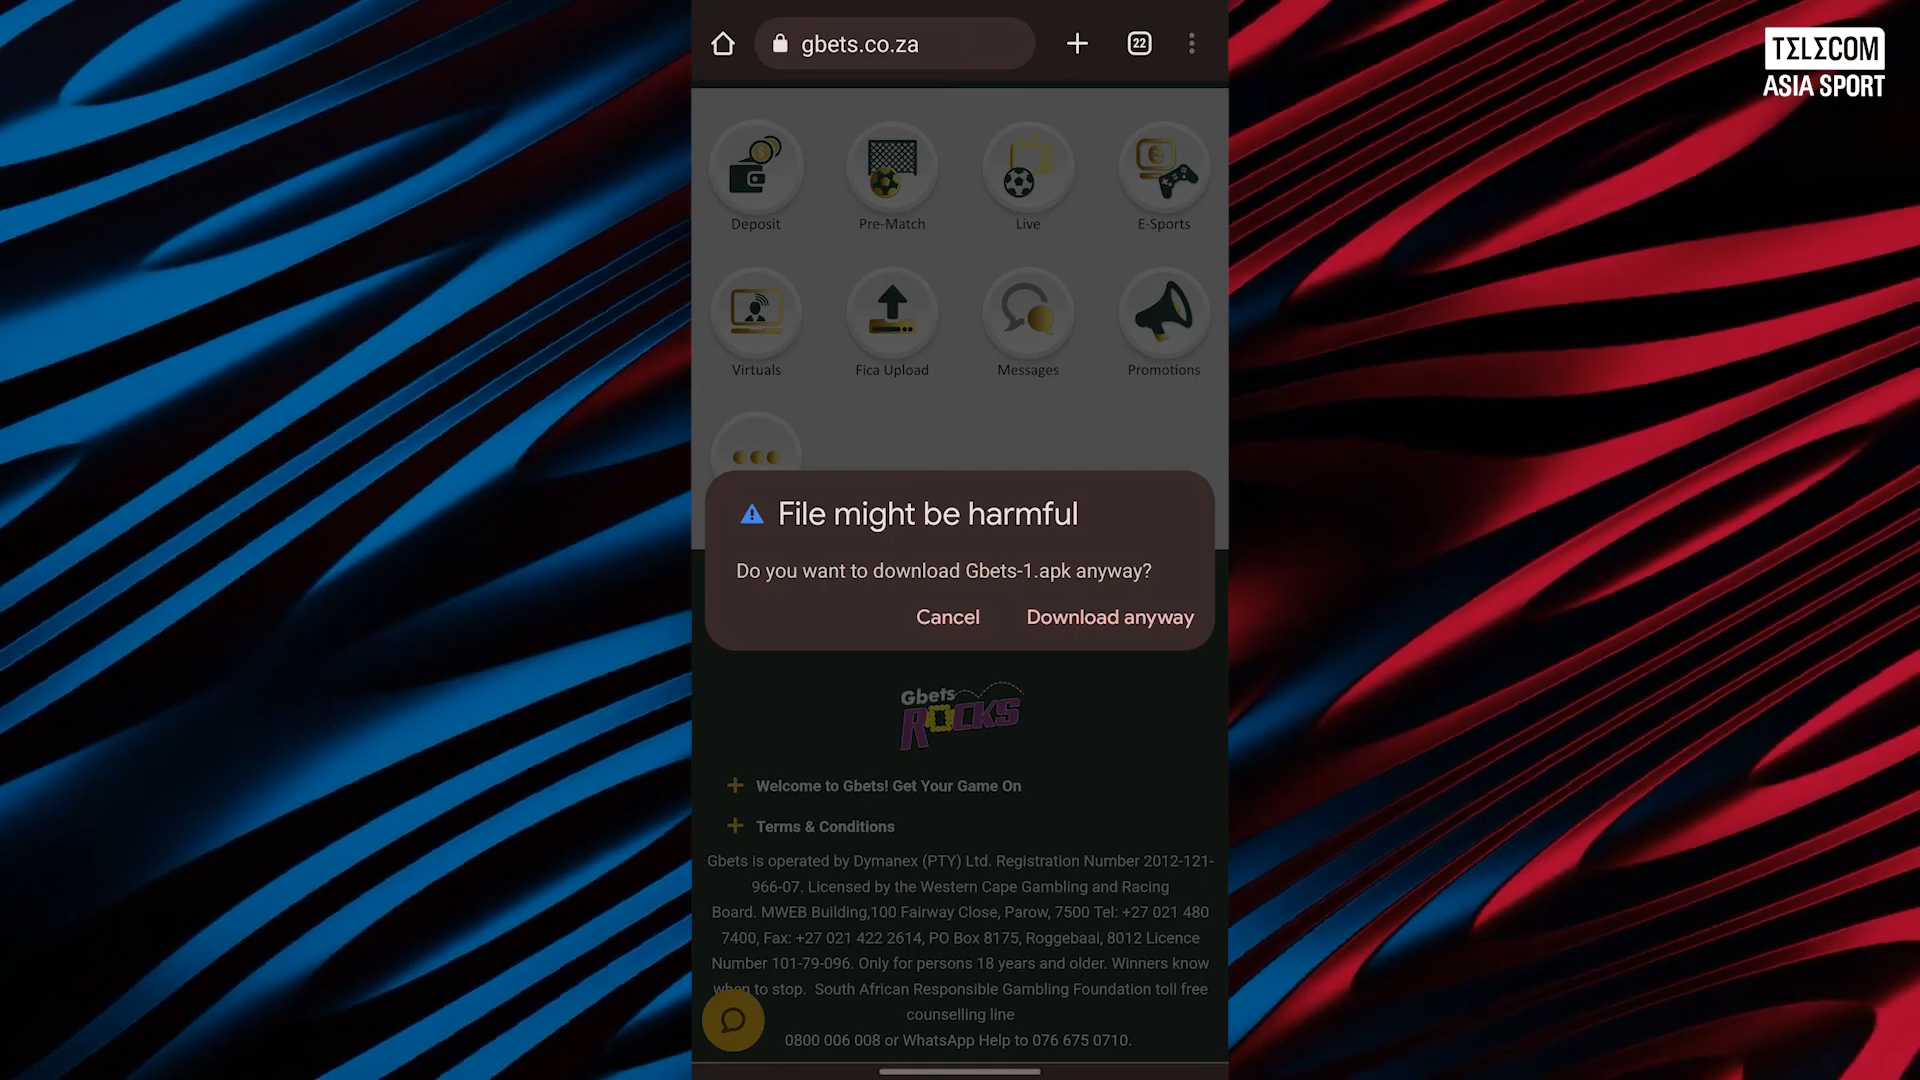 gbets.co.za
22
TΣLΣCOM
ASIA SPORT
Deposit
Pre-Match
Live
E-Sports
Virtuals
Fica Upload
Messages
Promotions
File might be harmful
Do you want to download Gbets-1.apk anyway?
Cancel
Download anyway
Gbets
ROCKS
Welcome to Gbets! Get Your Game On
Terms & Conditions
Gbets is operated by Dymanex (PTY) Ltd. Registration Number 2012-121-
966-07. Licensed by the Western Cape Gambling and Racing
Board. MWEB Building,100 Fairway Close, Parow, 7500 Tel: +27 021 480
7400, Fax: +27 021 422 2614, PO Box 8175, Roggebaai, 8012 Licence
Number 101-79-096. Only for persons 18 years and older. Winners know
when to stop. South African Responsible Gambling Foundation toll free
counselling line
0800 006 008 or WhatsApp Help to 076 675 0710.